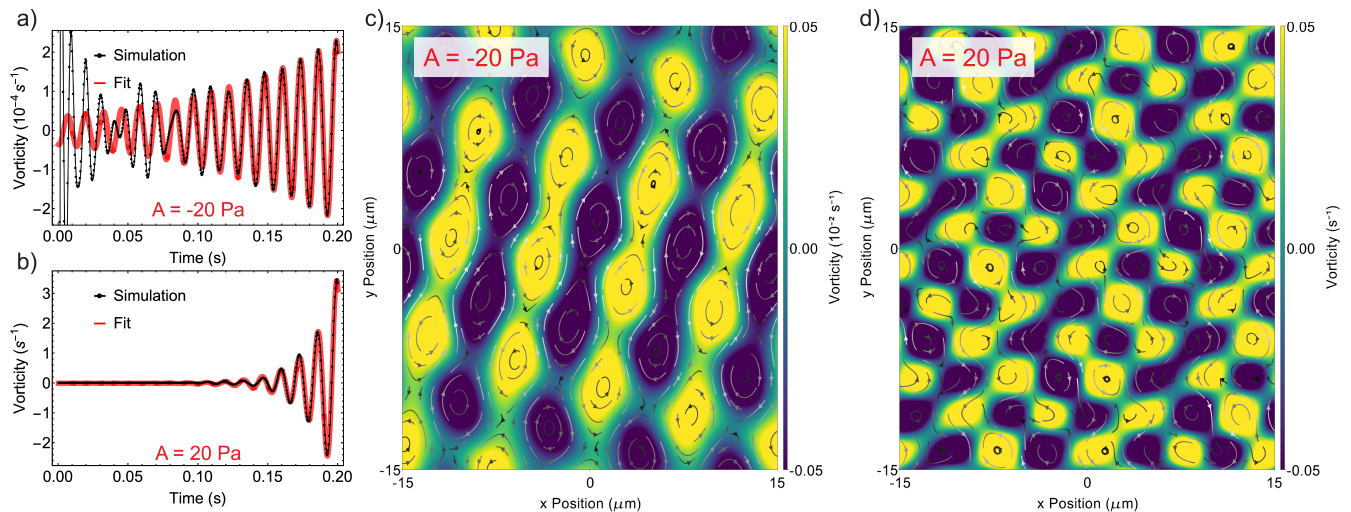 a)
Vorticity (10⁻⁴ s⁻¹)
2
1
0
−1
−2
Simulation
Fit
A = -20 Pa
0.00 0.05 0.10 0.15 0.20
Time (s)
b)
Vorticity (s⁻¹)
3
2
1
0
−1
−2
Simulation
Fit
A = 20 Pa
0.00 0.05 0.10 0.15 0.20
Time (s)
c)
A = -20 Pa
y Position (μm)
15
0
-15
-15 0 15
x Position (μm)
0.05
0.00
-0.05
Vorticity (10⁻² s⁻¹)
d)
A = 20 Pa
y Position (μm)
15
0
-15
-15 0 15
x Position (μm)
0.05
0.00
-0.05
Vorticity (s⁻¹)